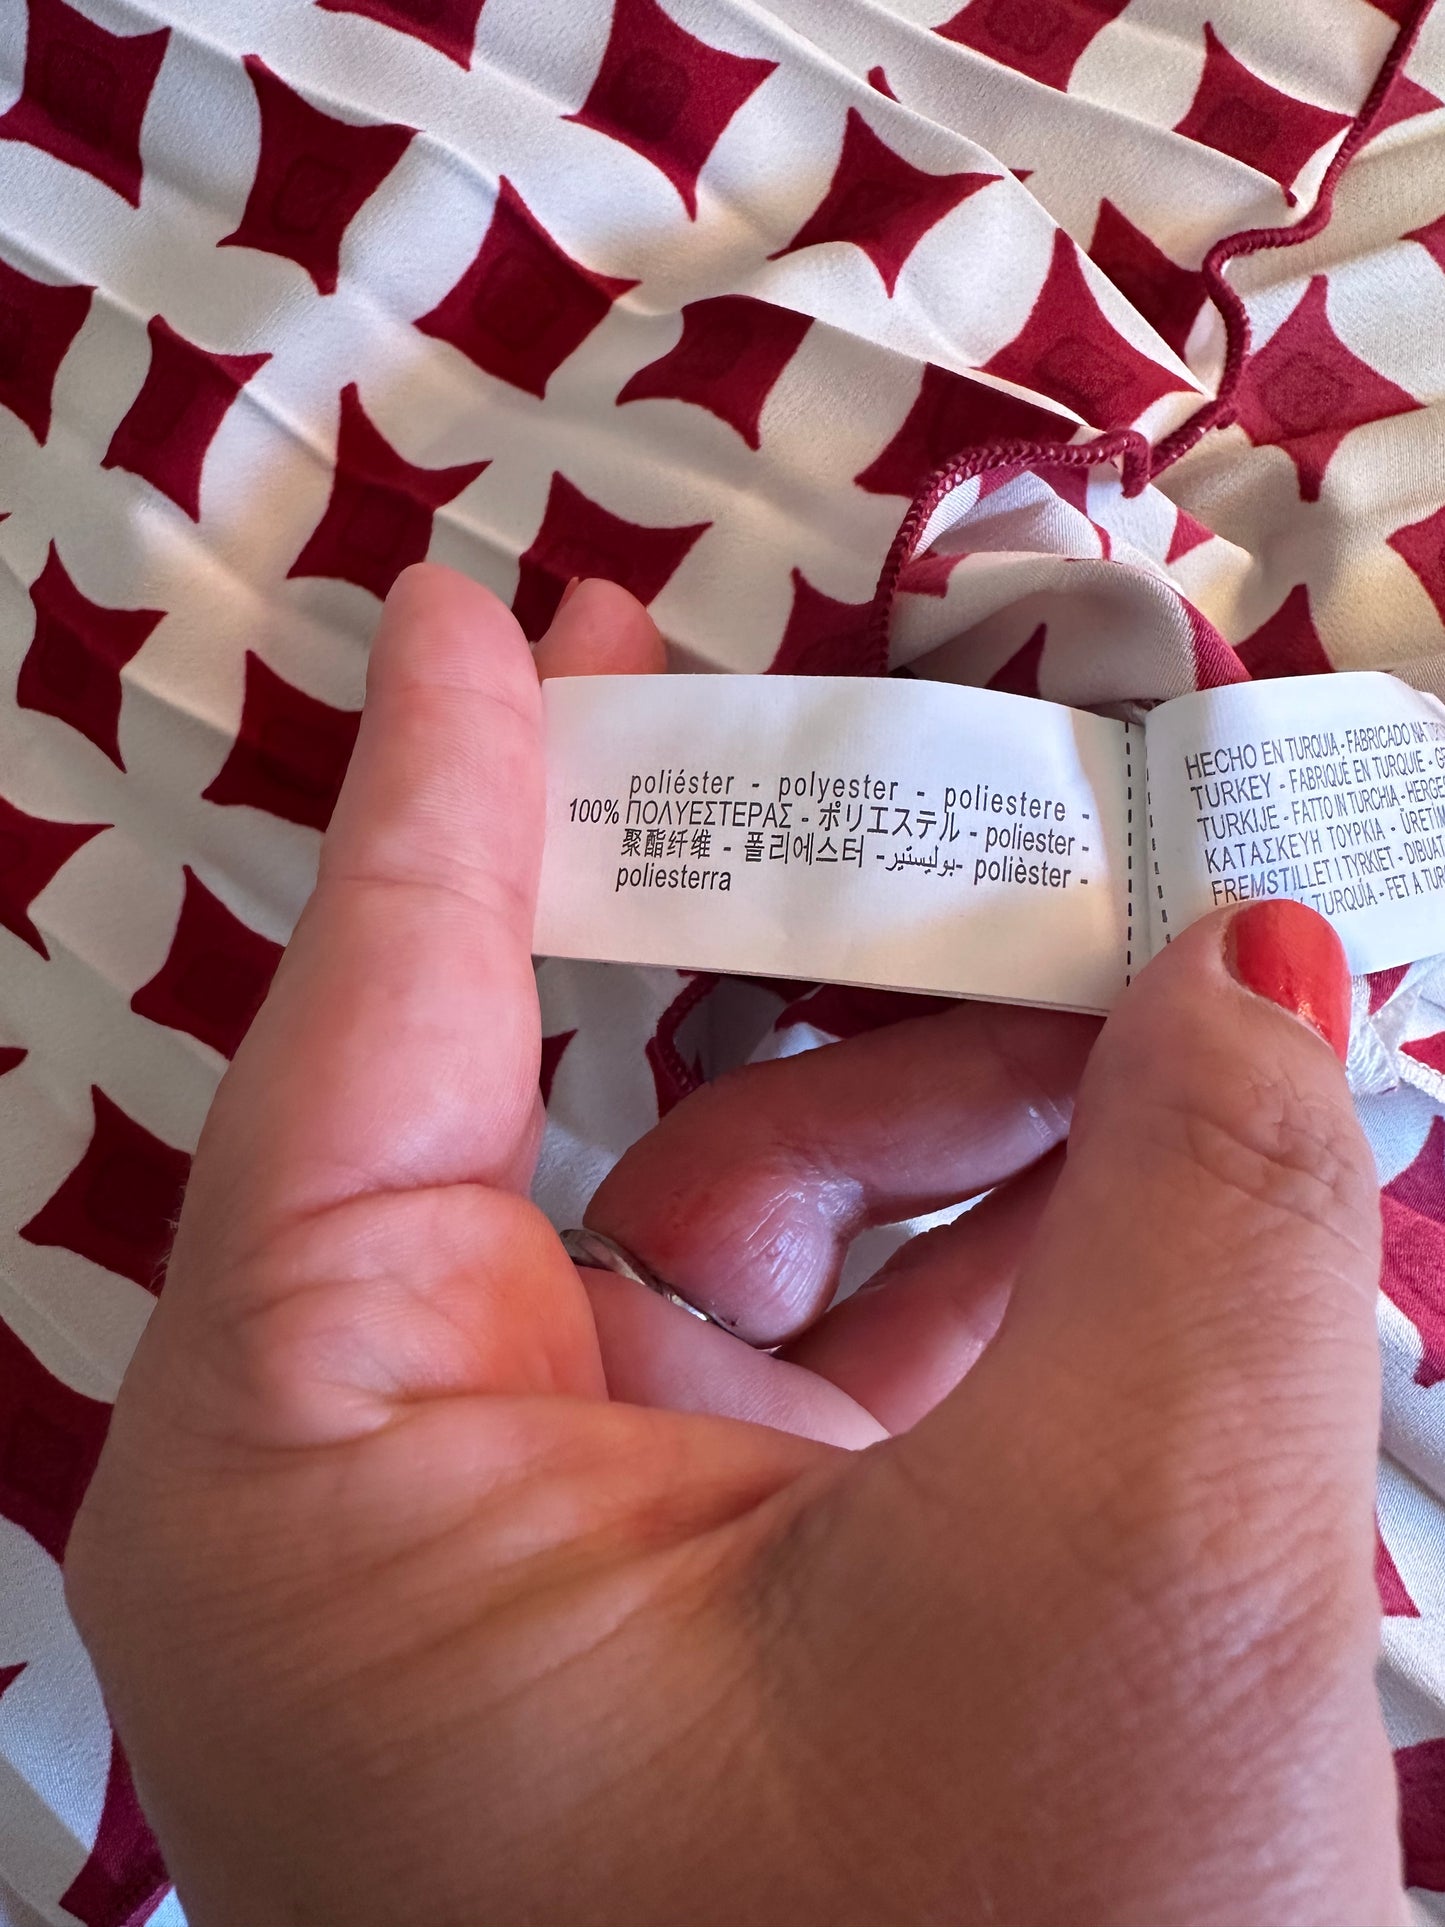 poliéster - polyester - poliestere -
100% ΠΟΛΥΕΣΤΕΡΑΣ - ポリエステル - poliester -
聚酯纤维 - 폴리에스터 - بوليستير - polièster -
poliesterra
HECHO EN TURQUIA - FABRICADO NA
TURKEY - FABRIQUÉ EN TURQUIE -
TURKIJE - FATTO IN TURCHIA -
ΚΑΤΑΣΚΕΥΗ ΤΟΥΡΚΙΑ -
FREMSTILLET I TYRKIET -
TURQUÏA - FET A